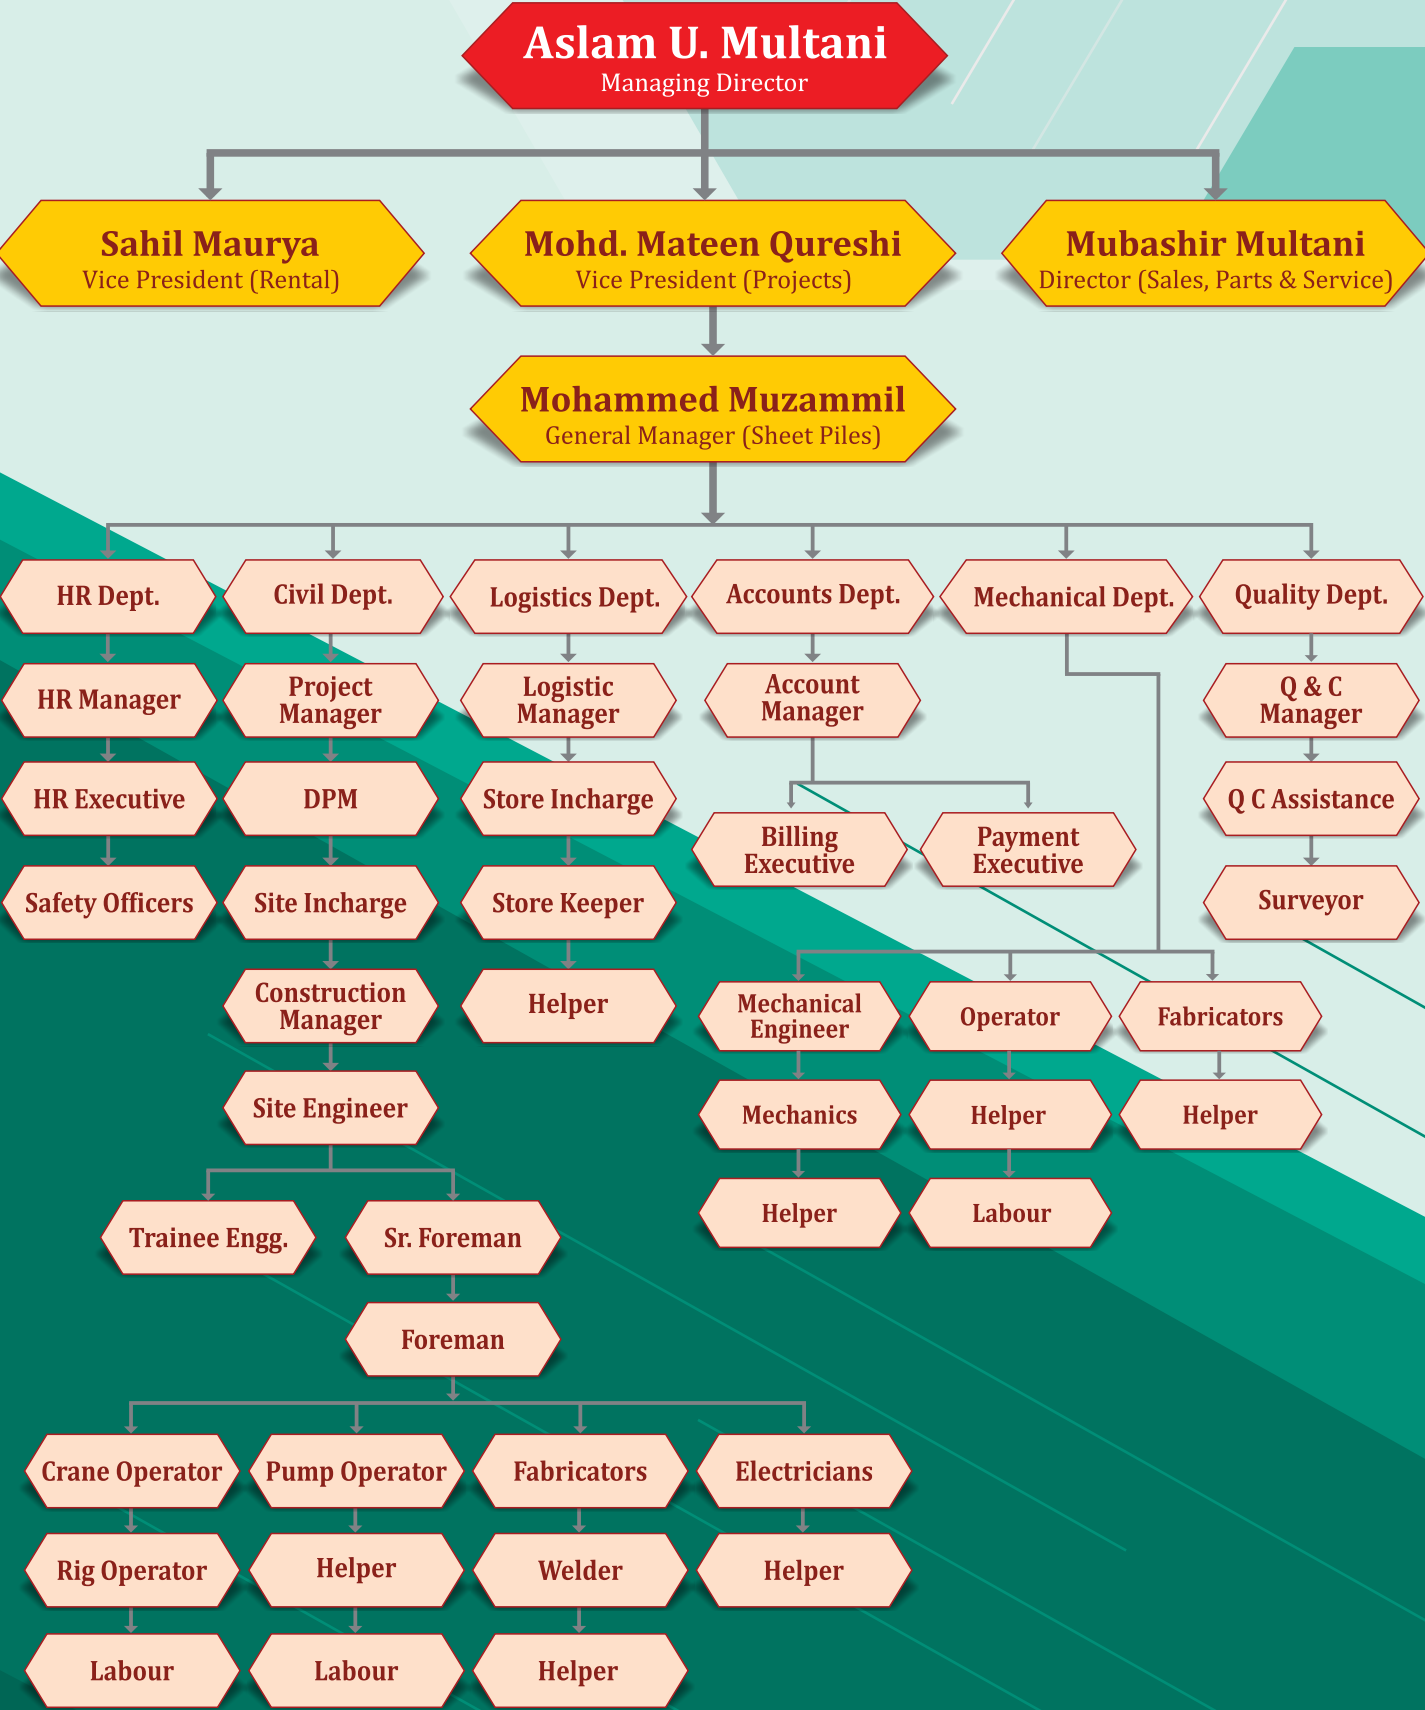 Aslam U. Multani
Managing Director
Sahil Maurya
Vice President (Rental)
Mohd. Mateen Qureshi
Vice President (Projects)
Mubashir Multani
Director (Sales, Parts & Service)
Mohammed Muzammil
General Manager (Sheet Piles)
HR Dept.
Civil Dept.
Logistics Dept.
Accounts Dept.
Mechanical Dept.
Quality Dept.
HR Manager
Project
Manager
Logistic
Manager
Account
Manager
Q & C
Manager
HR Executive
DPM
Store Incharge
Billing
Executive
Payment
Executive
Q C Assistance
Safety Officers
Site Incharge
Store Keeper
Surveyor
Construction
Manager
Helper
Mechanical
Engineer
Operator
Fabricators
Site Engineer
Mechanics
Helper
Helper
Trainee Engg.
Sr. Foreman
Helper
Labour
Foreman
Crane Operator
Pump Operator
Fabricators
Electricians
Rig Operator
Helper
Welder
Helper
Labour
Labour
Helper